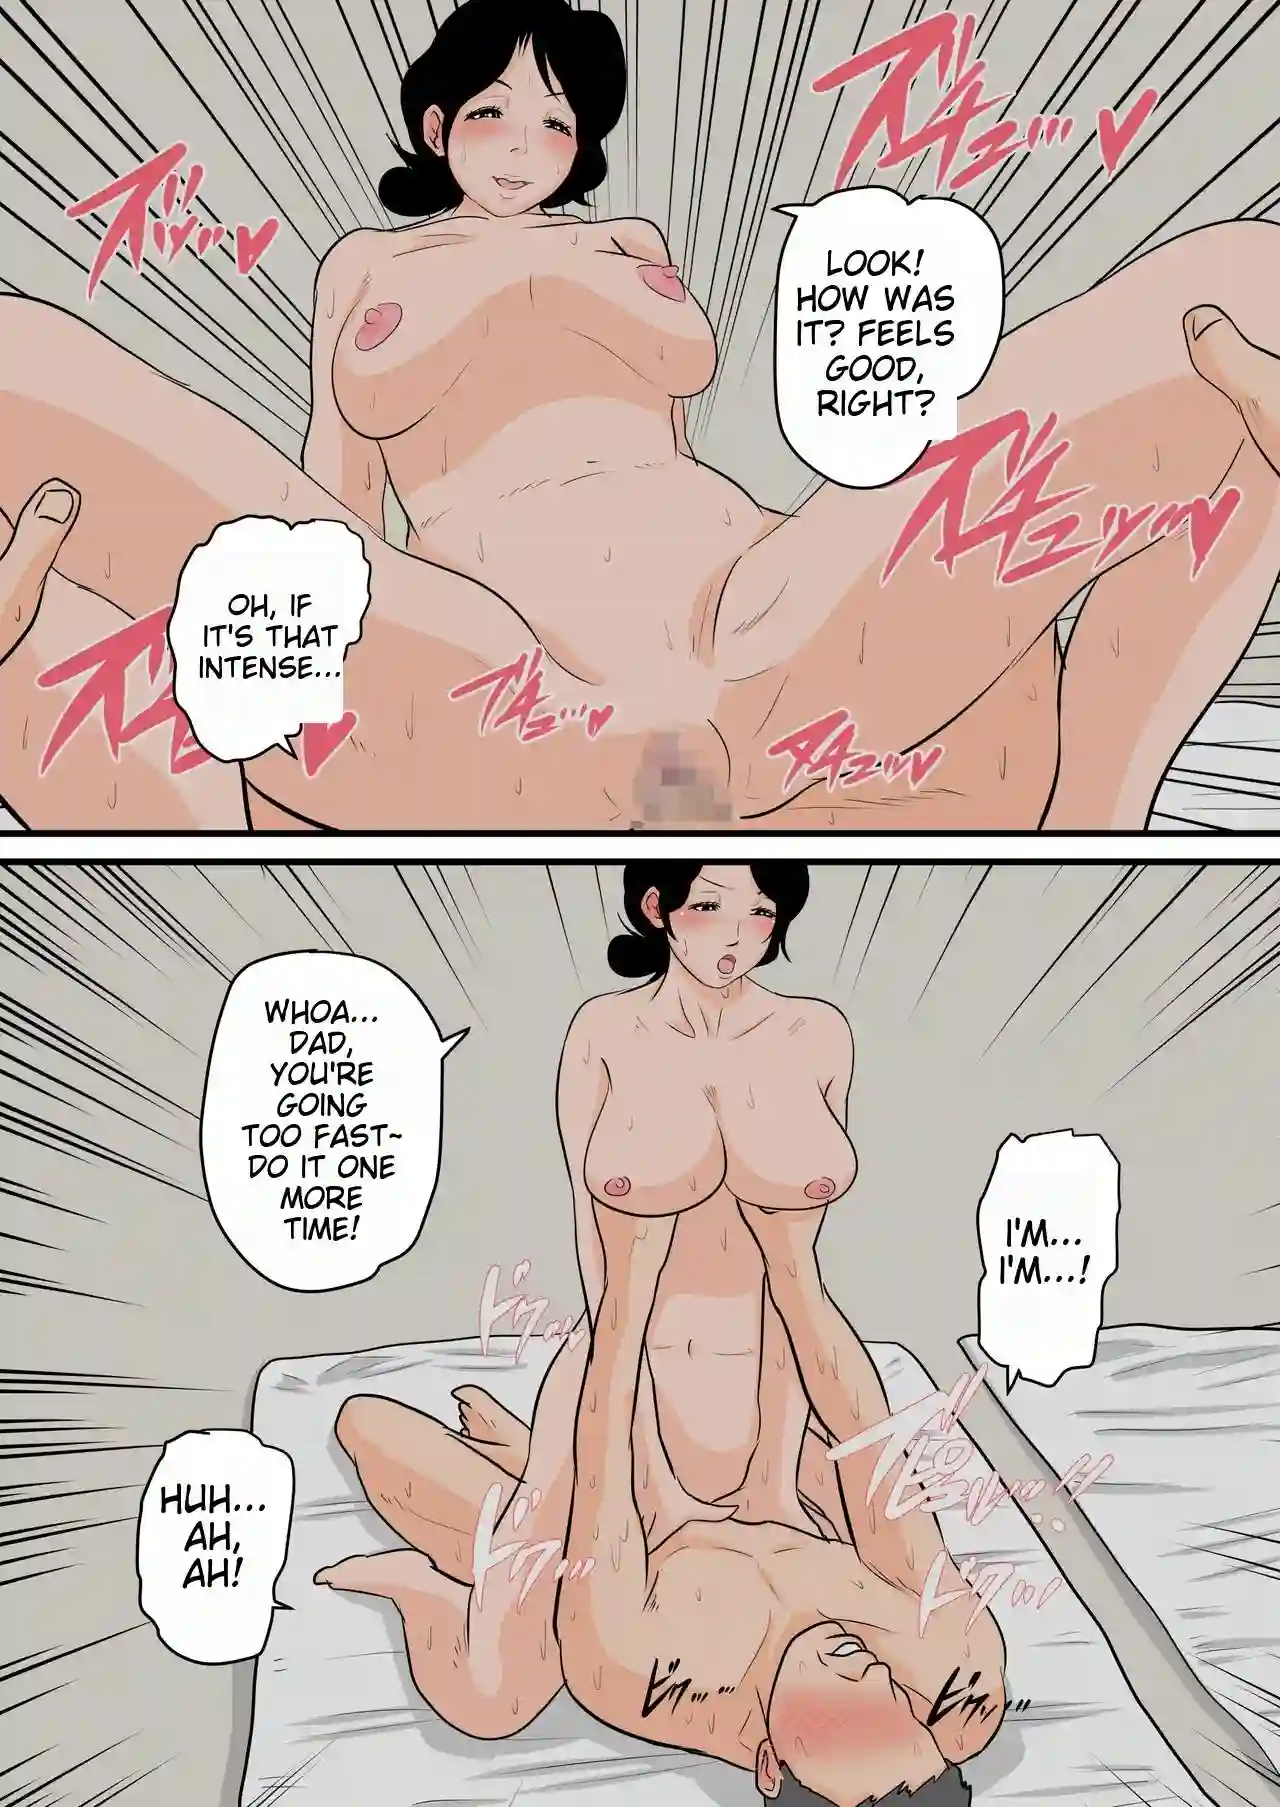 LOOK!
HOW WAS
IT? FEELS
GOOD,
RIGHT?
OH, IF
IT'S THAT
INTENSE...
WHOA...
DAD,
YOU'RE
GOING
TOO FAST~
DO IT ONE
MORE
TIME!
I'M...
I'M...!
HUH...
AH,
AH!